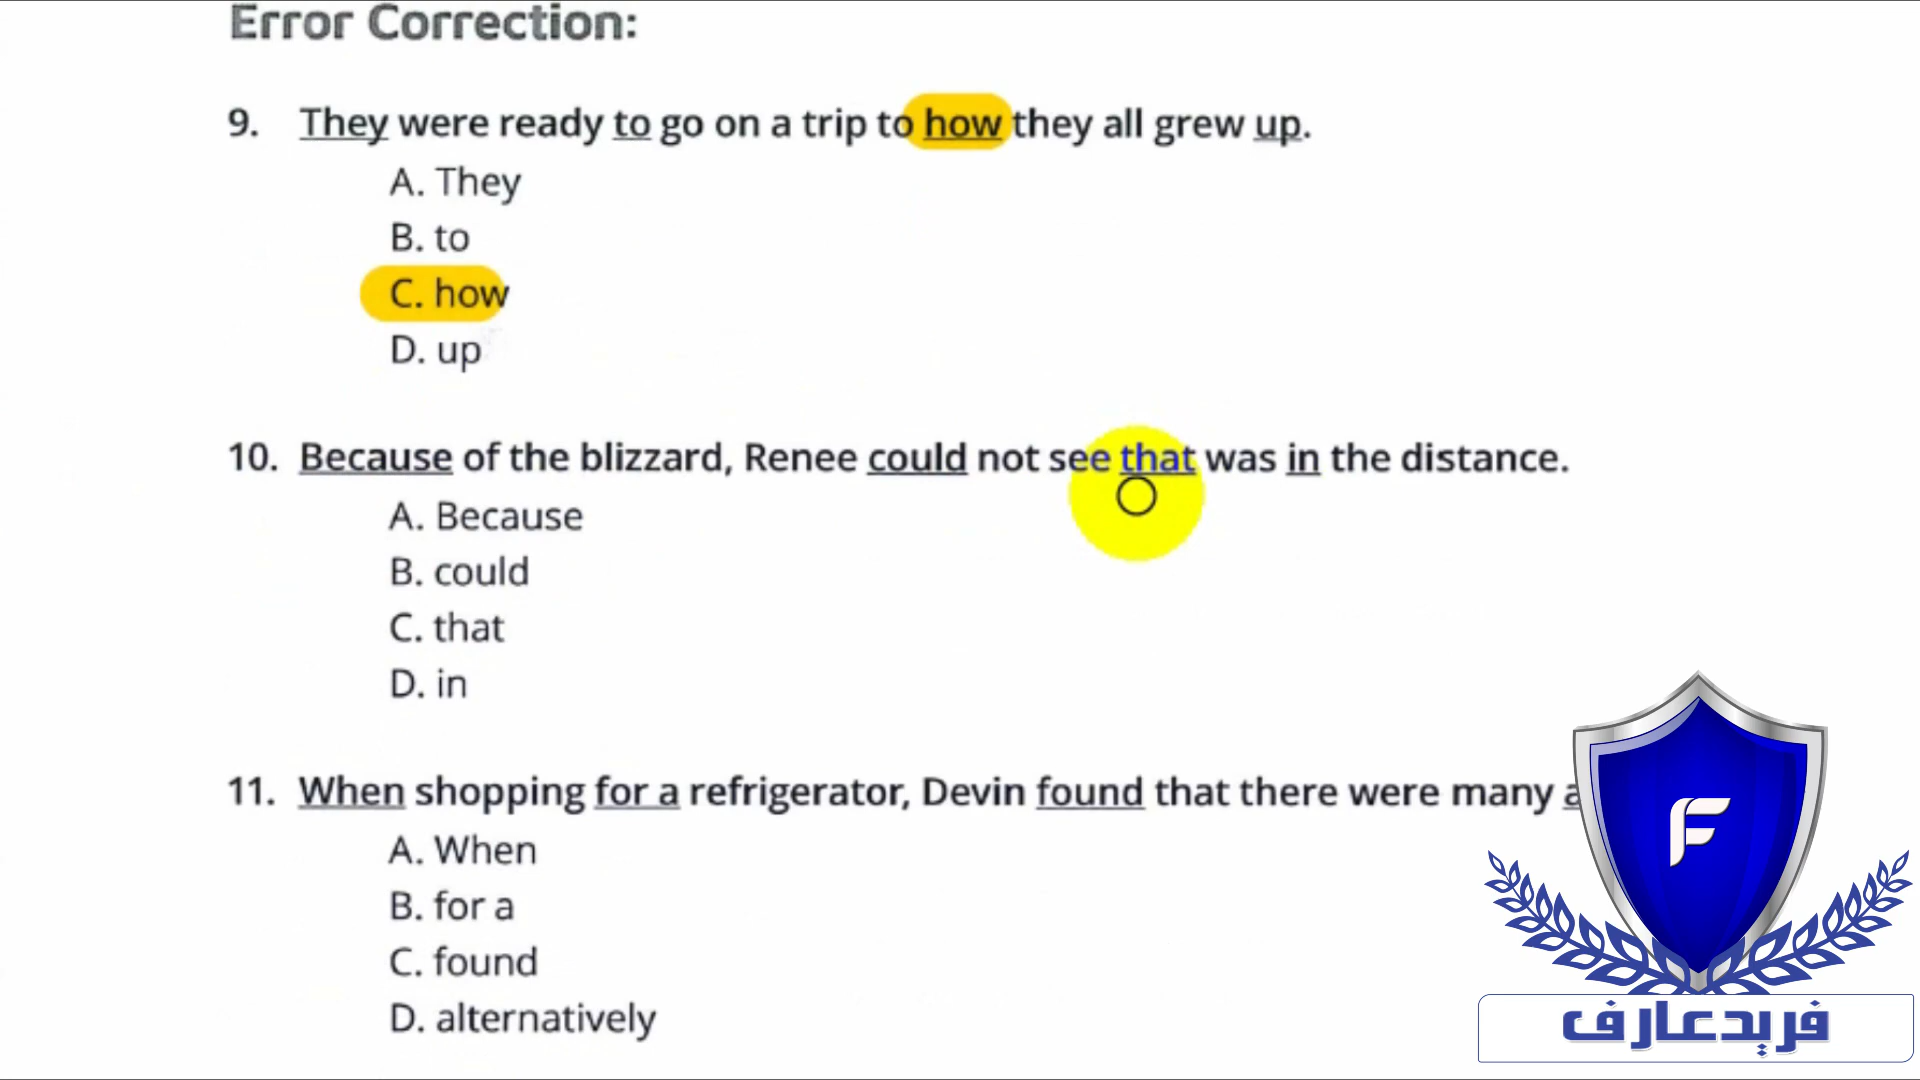 Error Correction:
9. They were ready to go on a trip to how they all grew up.
A. They
B. to
C. how
D. up
10. Because of the blizzard, Renee could not see that was in the distance.
A. Because
B. could
C. that
D. in
11. When shopping for a refrigerator, Devin found that there were many
A. When
B. for a
C. found
D. alternatively
F
فريدعارف